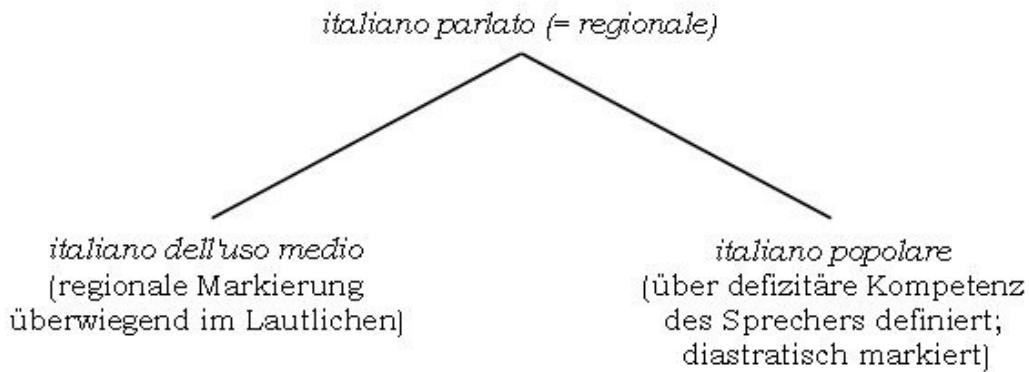 italiano parlato (= regionale)
italiano dell'uso medio
(regionale Markierung
überwiegend im Lautlichen)
italiano popolare
(über defizitäre Kompetenz
des Sprechers definiert;
diastratisch markiert)